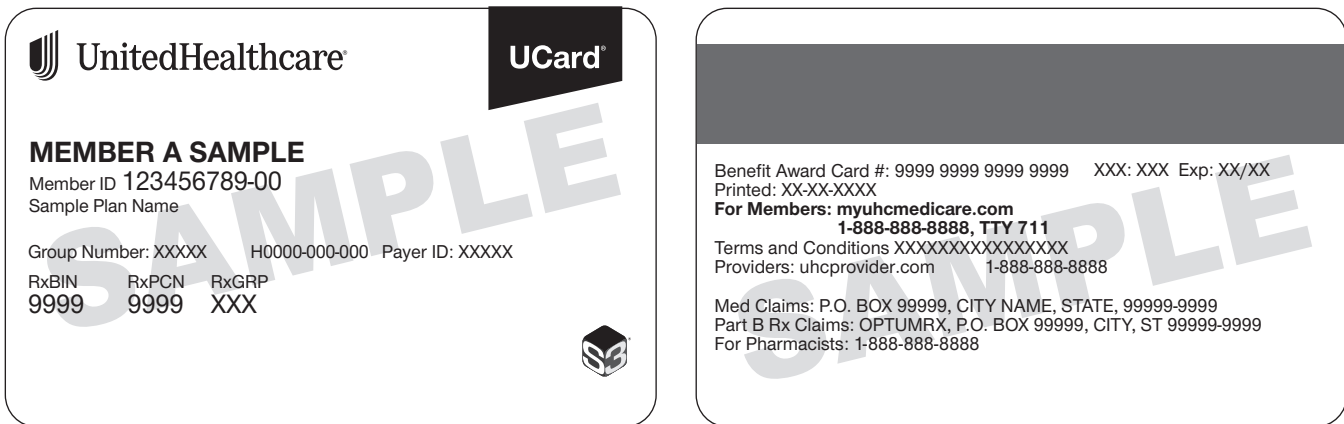 UnitedHealthcare®
UCard®
MEMBER A SAMPLE
Member ID 123456789-00
Sample Plan Name
Group Number: XXXXX H0000-000-000 Payer ID: XXXXX
RxBIN RxPCN RxGRP
9999 9999 XXX
S3
SAMPLE
Benefit Award Card #: 9999 9999 9999 9999 XXX: XXX Exp: XX/XX
Printed: XX-XX-XXXX
For Members: myuhcmedicare.com
1-888-888-8888, TTY 711
Terms and Conditions XXXXXXXXXXXXXXXX
Providers: uhcprovider.com 1-888-888-8888
Med Claims: P.O. BOX 99999, CITY NAME, STATE, 99999-9999
Part B Rx Claims: OPTUMRX, P.O. BOX 99999, CITY, ST 99999-9999
For Pharmacists: 1-888-888-8888
SAMPLE